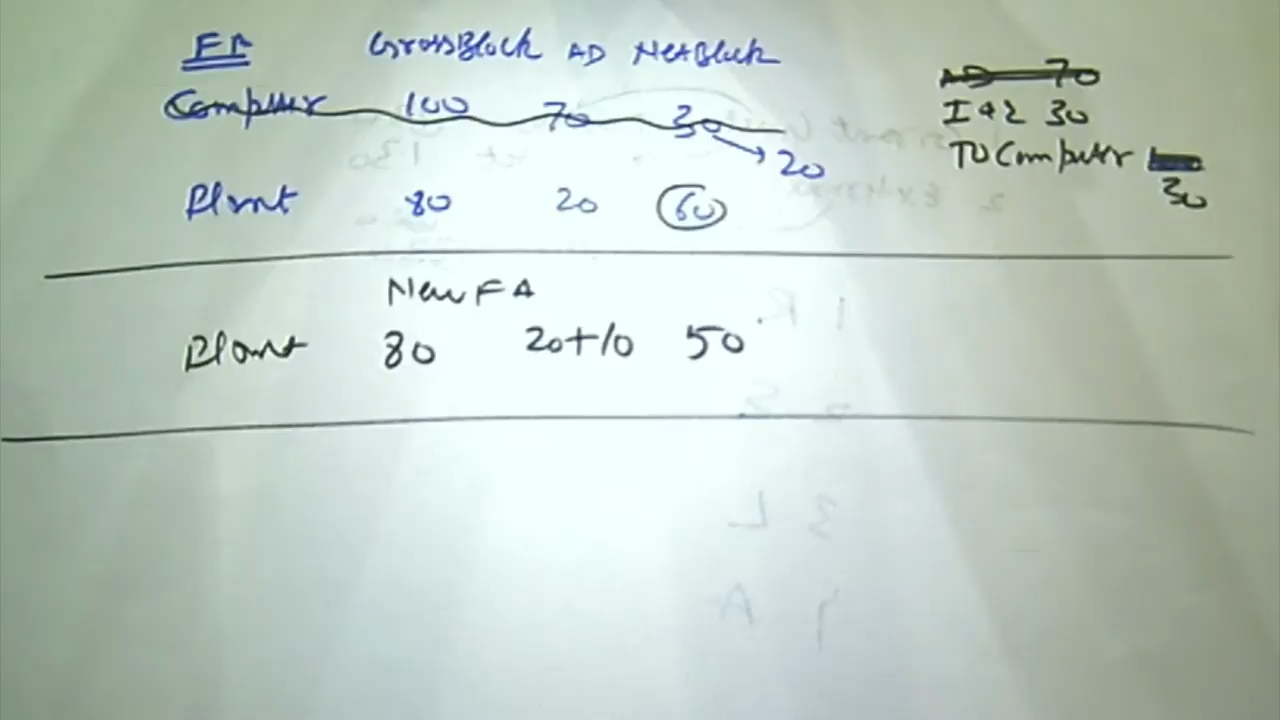 FA GrossBlock AD NetBlock
Computer 100 70 30
20
Plant 80 20 60
AD 70
I & E 30
TO Computer
30
New FA
Plant 80 20+10 50